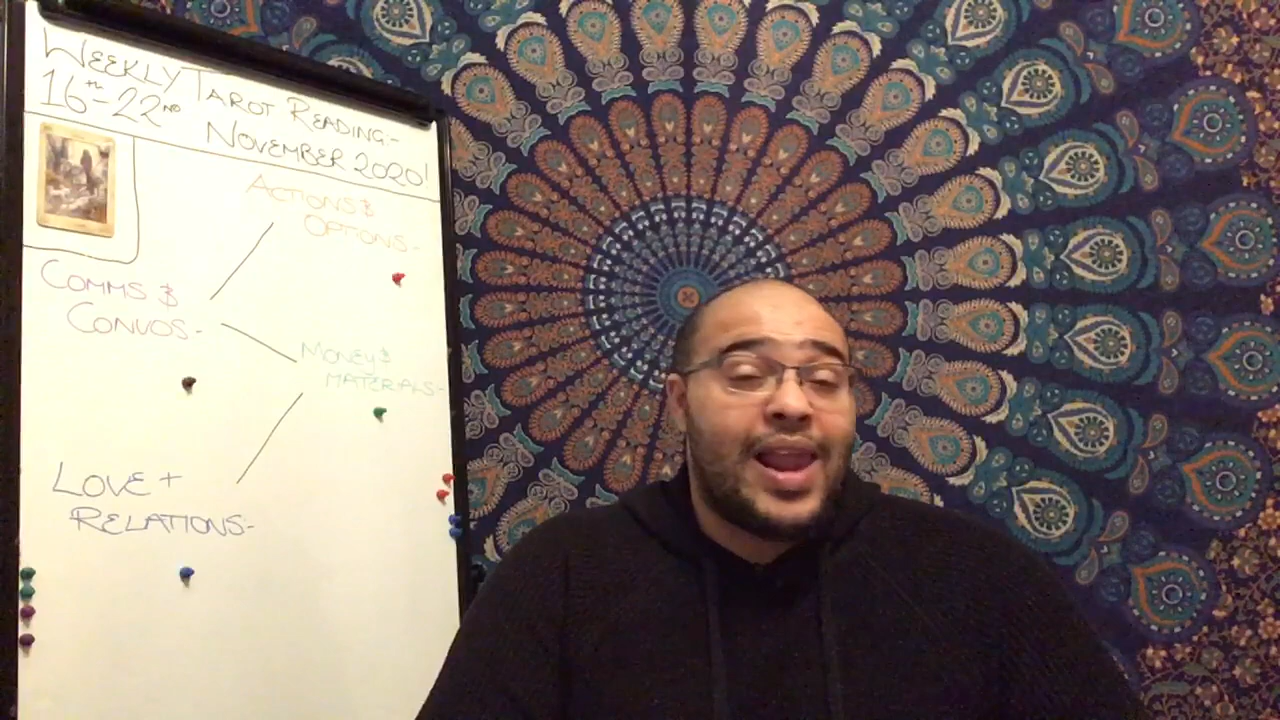 WEEKLY TAROT READING:-
16th-22ND NOVEMBER 2020!
ACTIONS &
OPTIONS-
COMMS &
CONVOS-
MONEY &
MATERIALS-
LOVE +
RELATIONS-